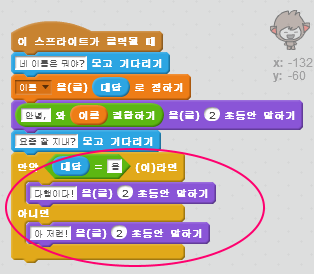 이 스프라이트가 클릭될 때
네 이름은 뭐야? 묻고 기다리기
이름 을(를) 대답 로 정하기
안녕, 와 이름 결합하기 을(를) 2 초동안 말하기
요즘 잘 지내? 묻고 기다리기
만약 대답 = 응 (이)라면
다행이다! 을(를) 2 초동안 말하기
아니면
아 저런! 을(를) 2 초동안 말하기
x: -132
y: -60